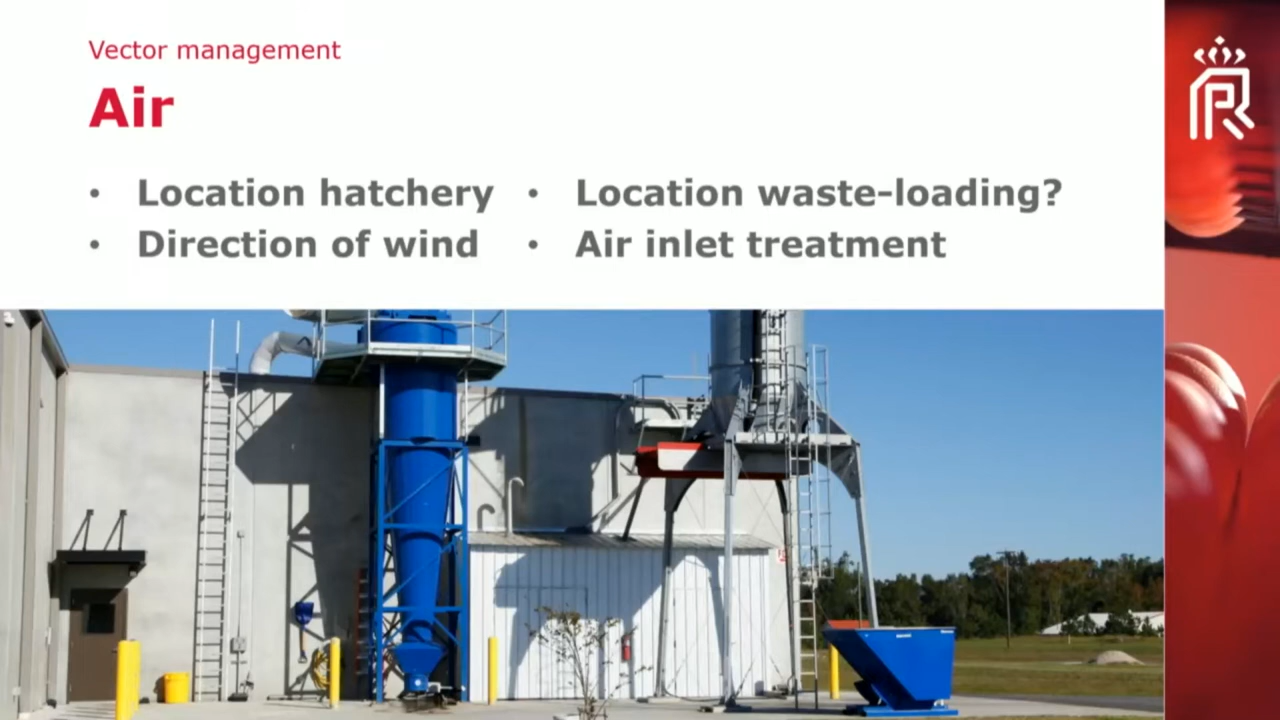 Vector management
Air
• Location hatchery
• Direction of wind
• Location waste-loading?
• Air inlet treatment